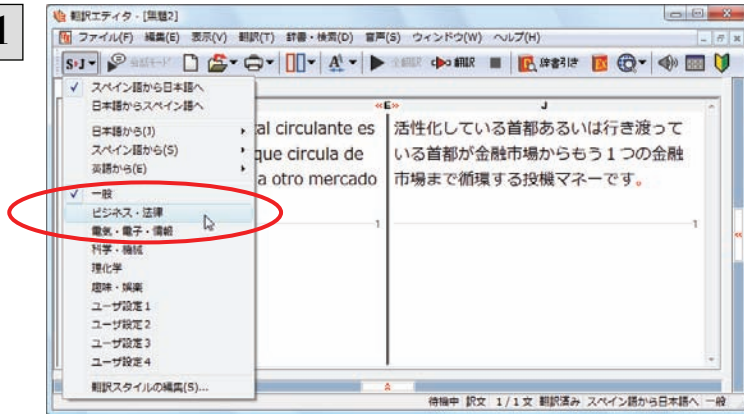 1
翻訳エディタ - [無題2]
ファイル(F) 編集(E) 表示(V) 翻訳(T) 辞書・検索(D) 音声(S) ウィンドウ(W) ヘルプ(H)
S›J 全翻訳 翻訳 辞書引き
スペイン語から日本語へ
日本語からスペイン語へ
日本語から(J)
スペイン語から(S)
英語から(E)
一般
ビジネス・法律
電気・電子・情報
科学・機械
理化学
趣味・娯楽
ユーザ設定1
ユーザ設定2
ユーザ設定3
ユーザ設定4
翻訳スタイルの編集(S)...
«E» J
al circulante es
que circula de
a otro mercado
1
活性化している首都あるいは行き渡って
いる首都が金融市場からもう1つの金融
市場まで循環する投機マネーです。
1
待機中 訳文 1/1文 翻訳済み スペイン語から日本語へ 一般